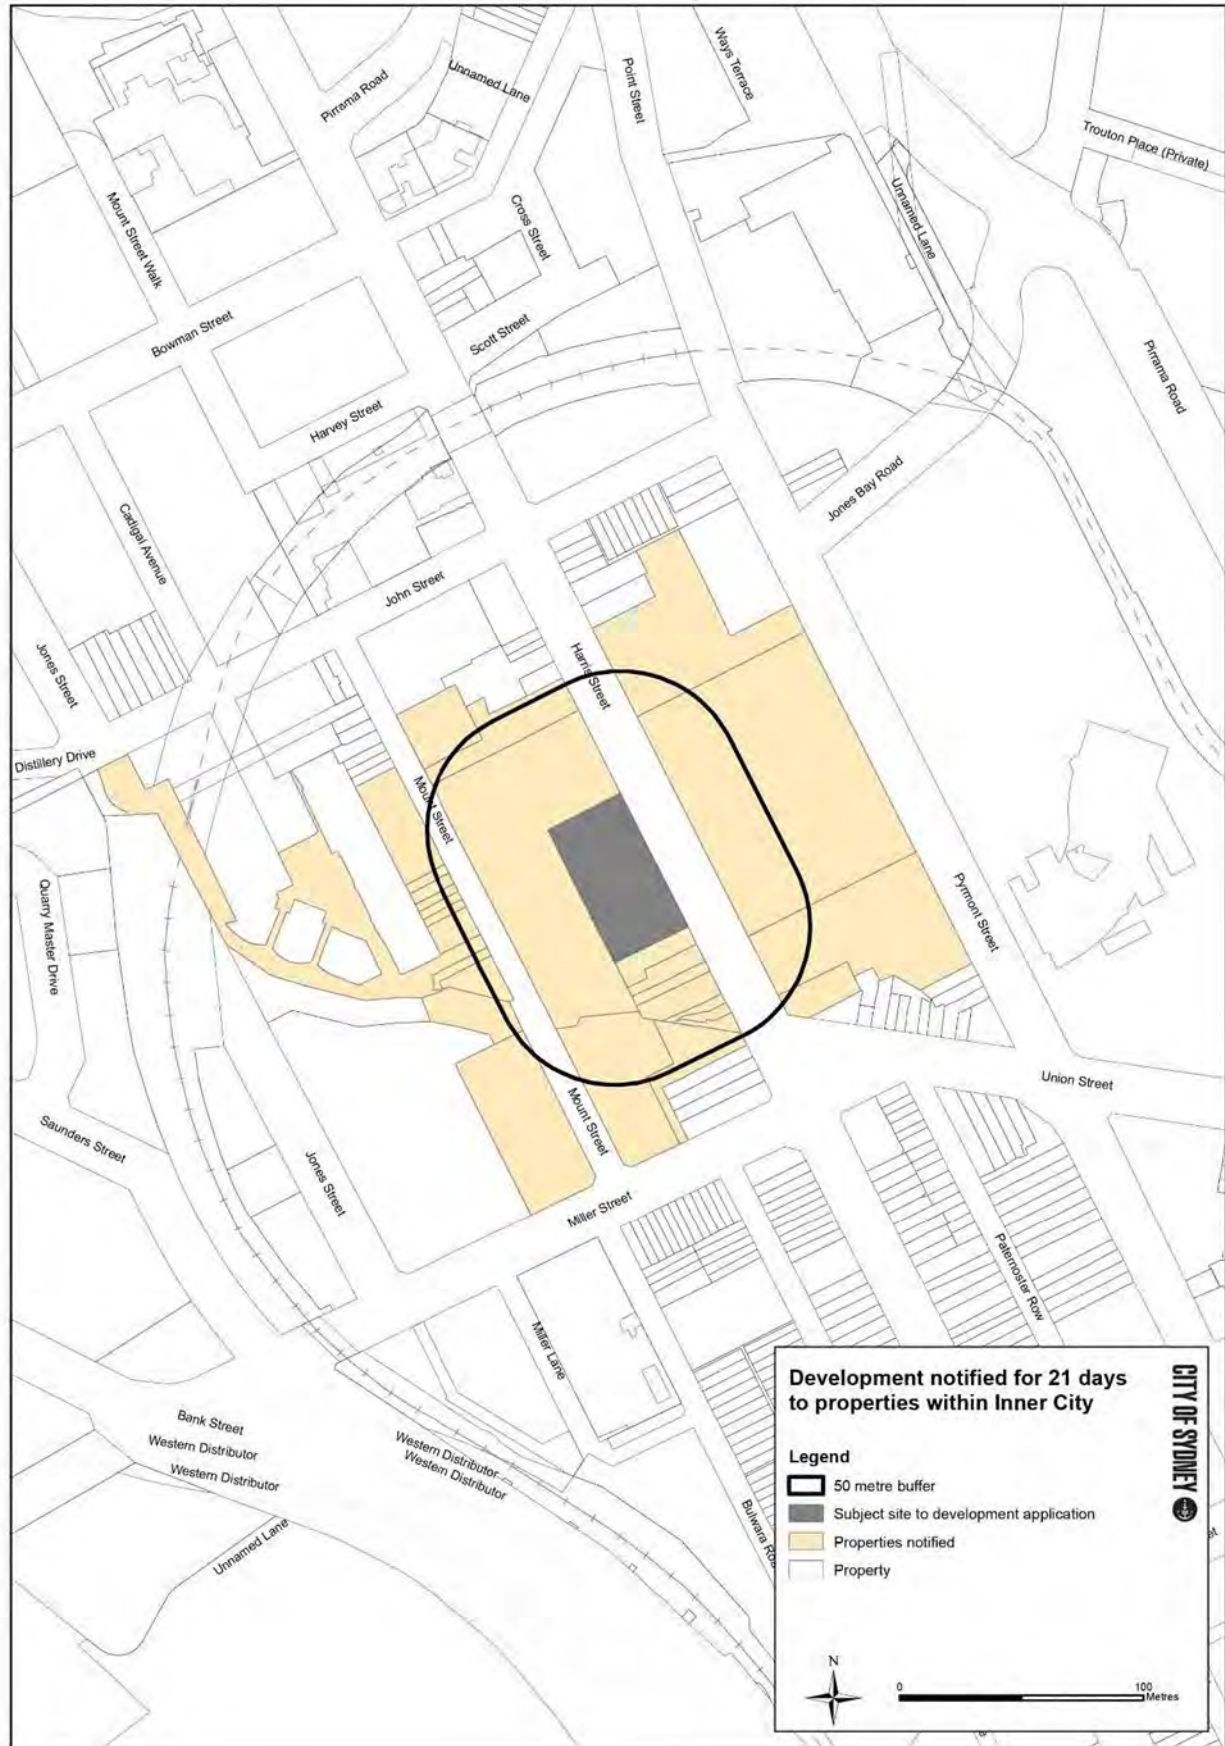 Pirrama Road
Unnamed Lane
Point Street
Ways Terrace
Trouton Place (Private)
Mount Street Walk
Cross Street
Unnamed Lane
Bowman Street
Scott Street
Pirrama Road
Harvey Street
Cadigal Avenue
Jones Bay Road
John Street
Jones Street
Harris Street
Distillery Drive
Mount Street
Quarry Master Drive
Pyrmont Street
Union Street
Saunders Street
Mount Street
Jones Street
Miller Street
Paternoster Row
Miller Lane
Bank Street
Western Distributor
Western Distributor
Western Distributor
Western Distributor
Unnamed Lane
Bulwara
Development notified for 21 days
to properties within Inner City
CITY OF SYDNEY
Legend
50 metre buffer
Subject site to development application
Properties notified
Property
N
0 100
Metres